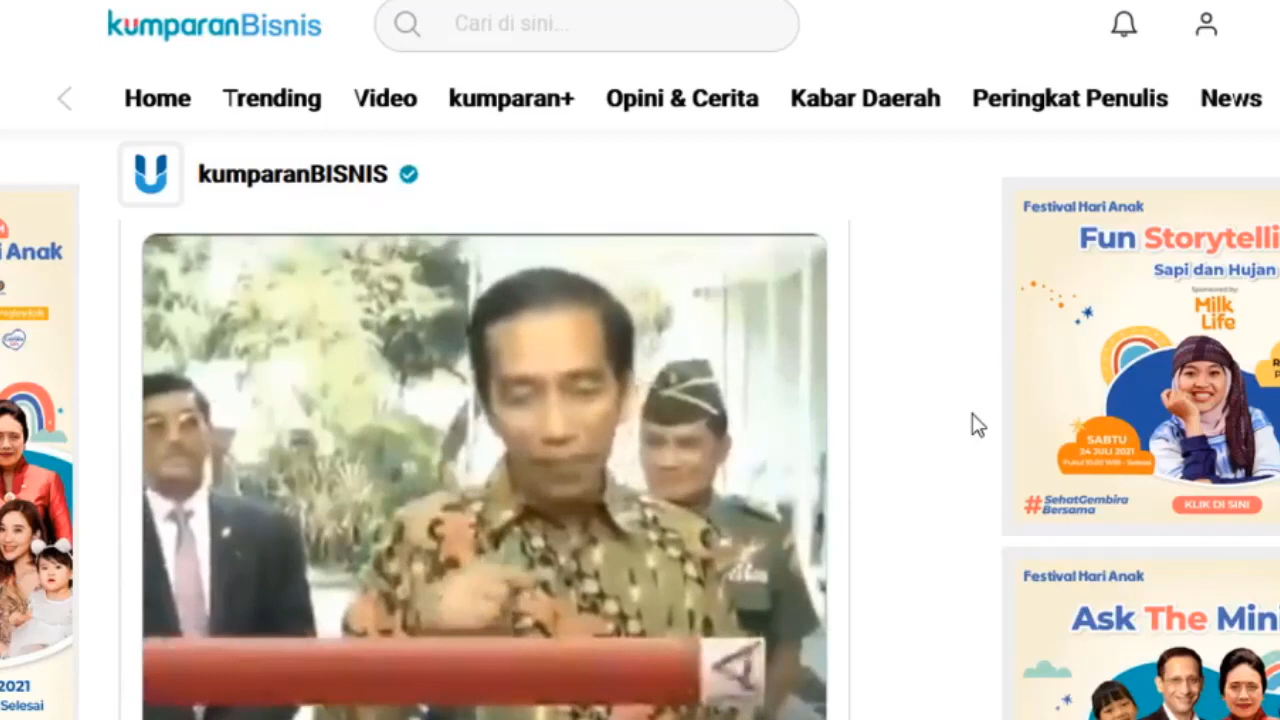 kumparanBisnis
Cari di sini...
Home Trending Video kumparan+ Opini & Cerita Kabar Daerah Peringkat Penulis News
kumparanBISNIS
i Anak
2021
Selesai
A
Festival Hari Anak
Fun Storytelli
Sapi dan Hujan
Sponsored by:
Milk
Life
SABTU
24 JULI 2021
#SehatGembira
Bersama
KLIK DI SINI
Festival Hari Anak
Ask The Mini